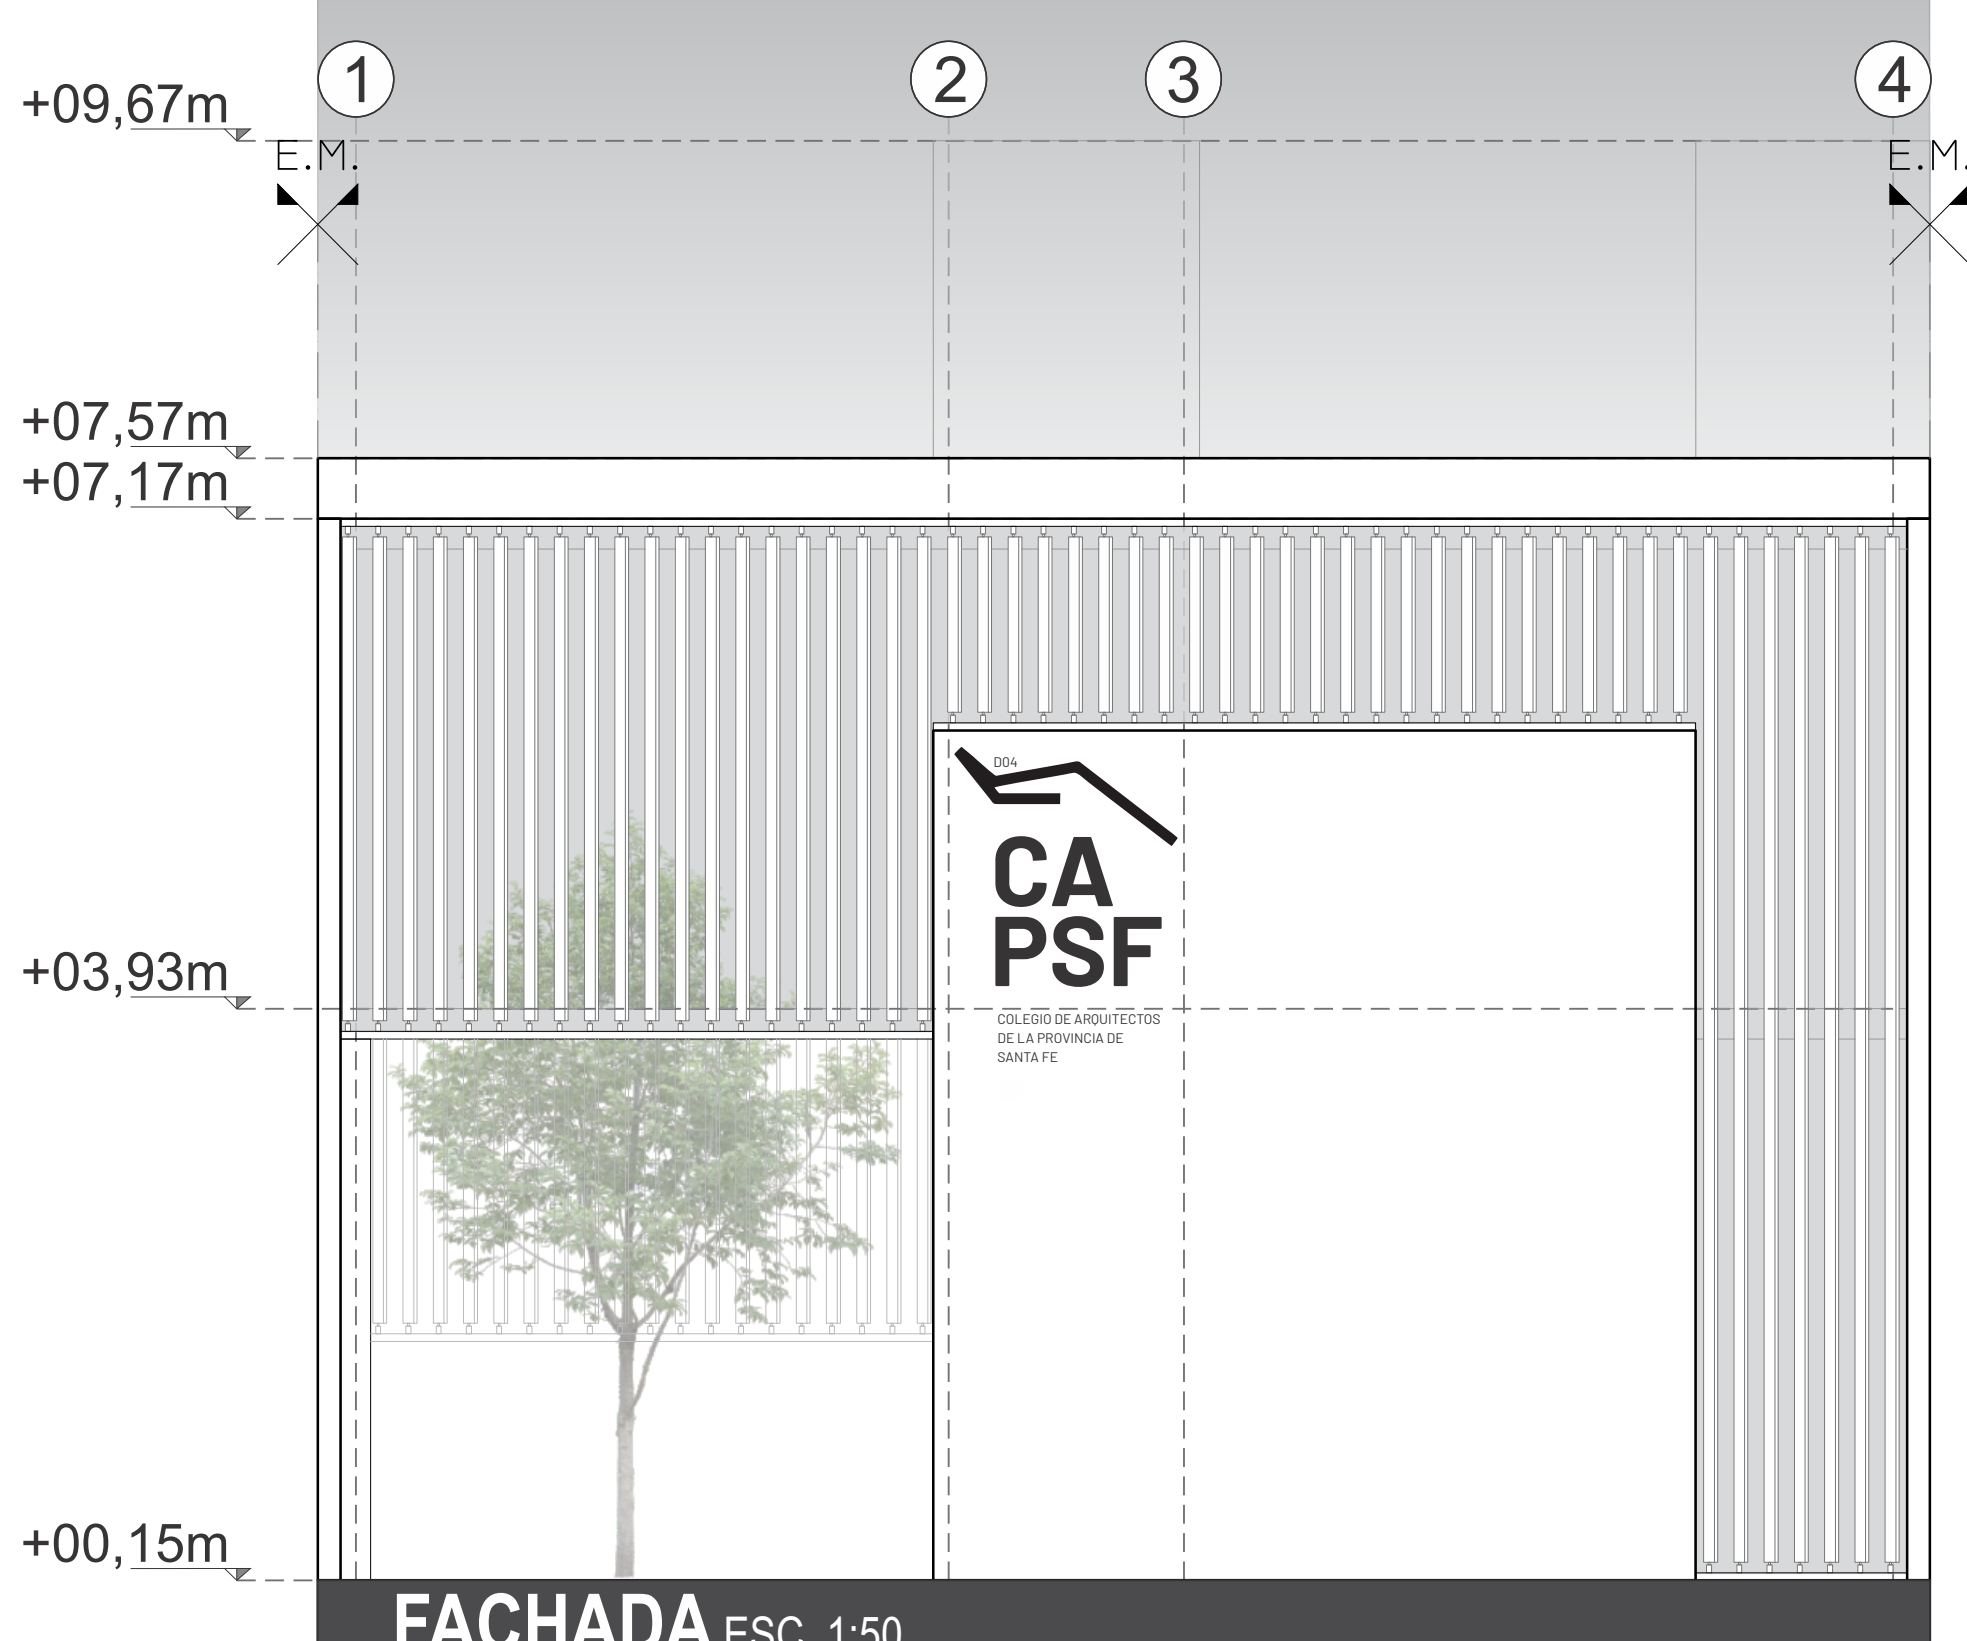 1
2
3
4
+09,67m
E.M.
E.M.
+07,57m
+07,17m
D04
CA
PSF
+03,93m
COLEGIO DE ARQUITECTOS
DE LA PROVINCIA DE
SANTA FE
+00,15m
FACHADA ESC. 1:50